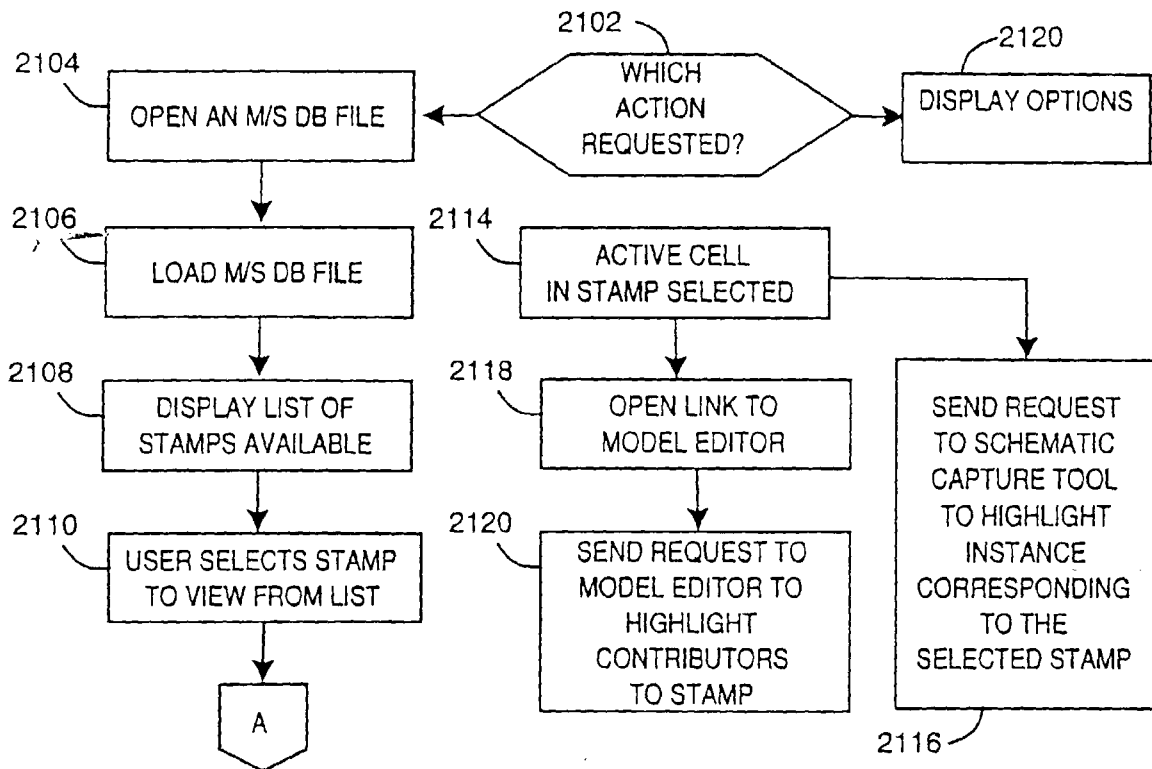 2102
WHICH
ACTION
REQUESTED?
2104
OPEN AN M/S DB FILE
2120
DISPLAY OPTIONS
2106
LOAD M/S DB FILE
2114
ACTIVE CELL
IN STAMP SELECTED
2108
DISPLAY LIST OF
STAMPS AVAILABLE
2118
OPEN LINK TO
MODEL EDITOR
SEND REQUEST
TO SCHEMATIC
CAPTURE TOOL
TO HIGHLIGHT
INSTANCE
CORRESPONDING
TO THE
SELECTED STAMP
2116
2110
USER SELECTS STAMP
TO VIEW FROM LIST
2120
SEND REQUEST TO
MODEL EDITOR TO
HIGHLIGHT
CONTRIBUTORS
TO STAMP
A